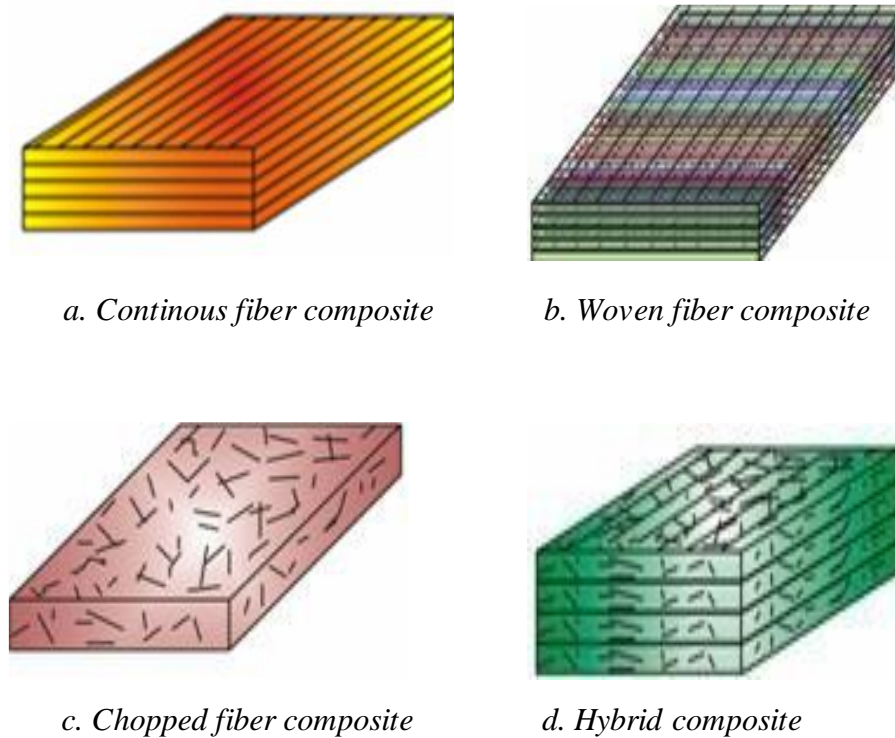 a. Continous fiber composite
b. Woven fiber composite
c. Chopped fiber composite
d. Hybrid composite